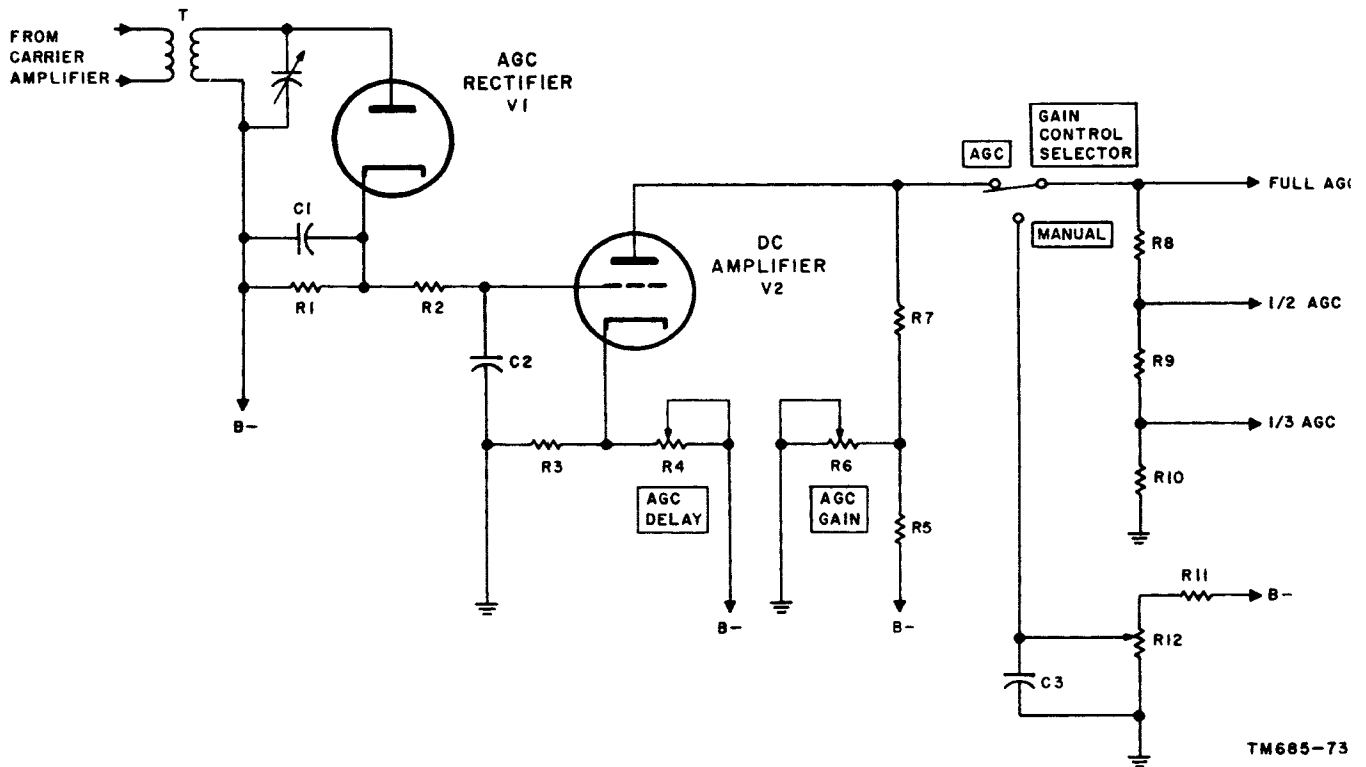 T
FROM
CARRIER
AMPLIFIER
AGC
RECTIFIER
V1
GAIN
CONTROL
SELECTOR
AGC
FULL AGC
MANUAL
C1
DC
AMPLIFIER
V2
R8
R1
R2
1/2 AGC
R7
C2
R9
B-
1/3 AGC
R3
R4
R6
R10
AGC
DELAY
AGC
GAIN
R5
R11
B-
B-
B-
R12
C3
TM685-73